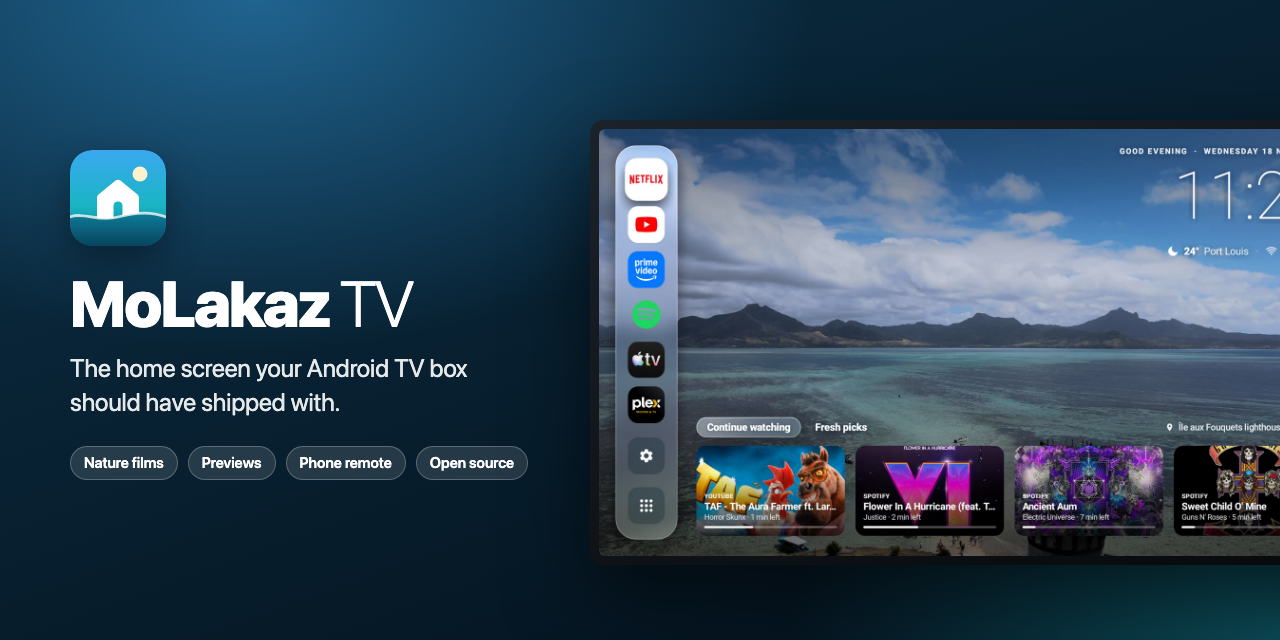 MoLakaz TV
The home screen your Android TV box
should have shipped with.
Nature films
Previews
Phone remote
Open source
NETFLIX
prime
video
tv
plex
GOOD EVENING - WEDNESDAY 18
11:2
24° Port Louis
Continue watching
Fresh picks
Île aux Fouquets lighthous
YOUTUBE
TAF - The Aura Farmer ft. Lar...
Horror Skunx · 1 min left
FLOWER IN A HURRICANE
SPOTIFY
Flower In A Hurricane (feat. T...
Justice · 2 min left
SPOTIFY
Ancient Aum
Electric Universe · 7 min left
SPOTIFY
Sweet Child O' Mine
Guns N' Roses · 5 min left